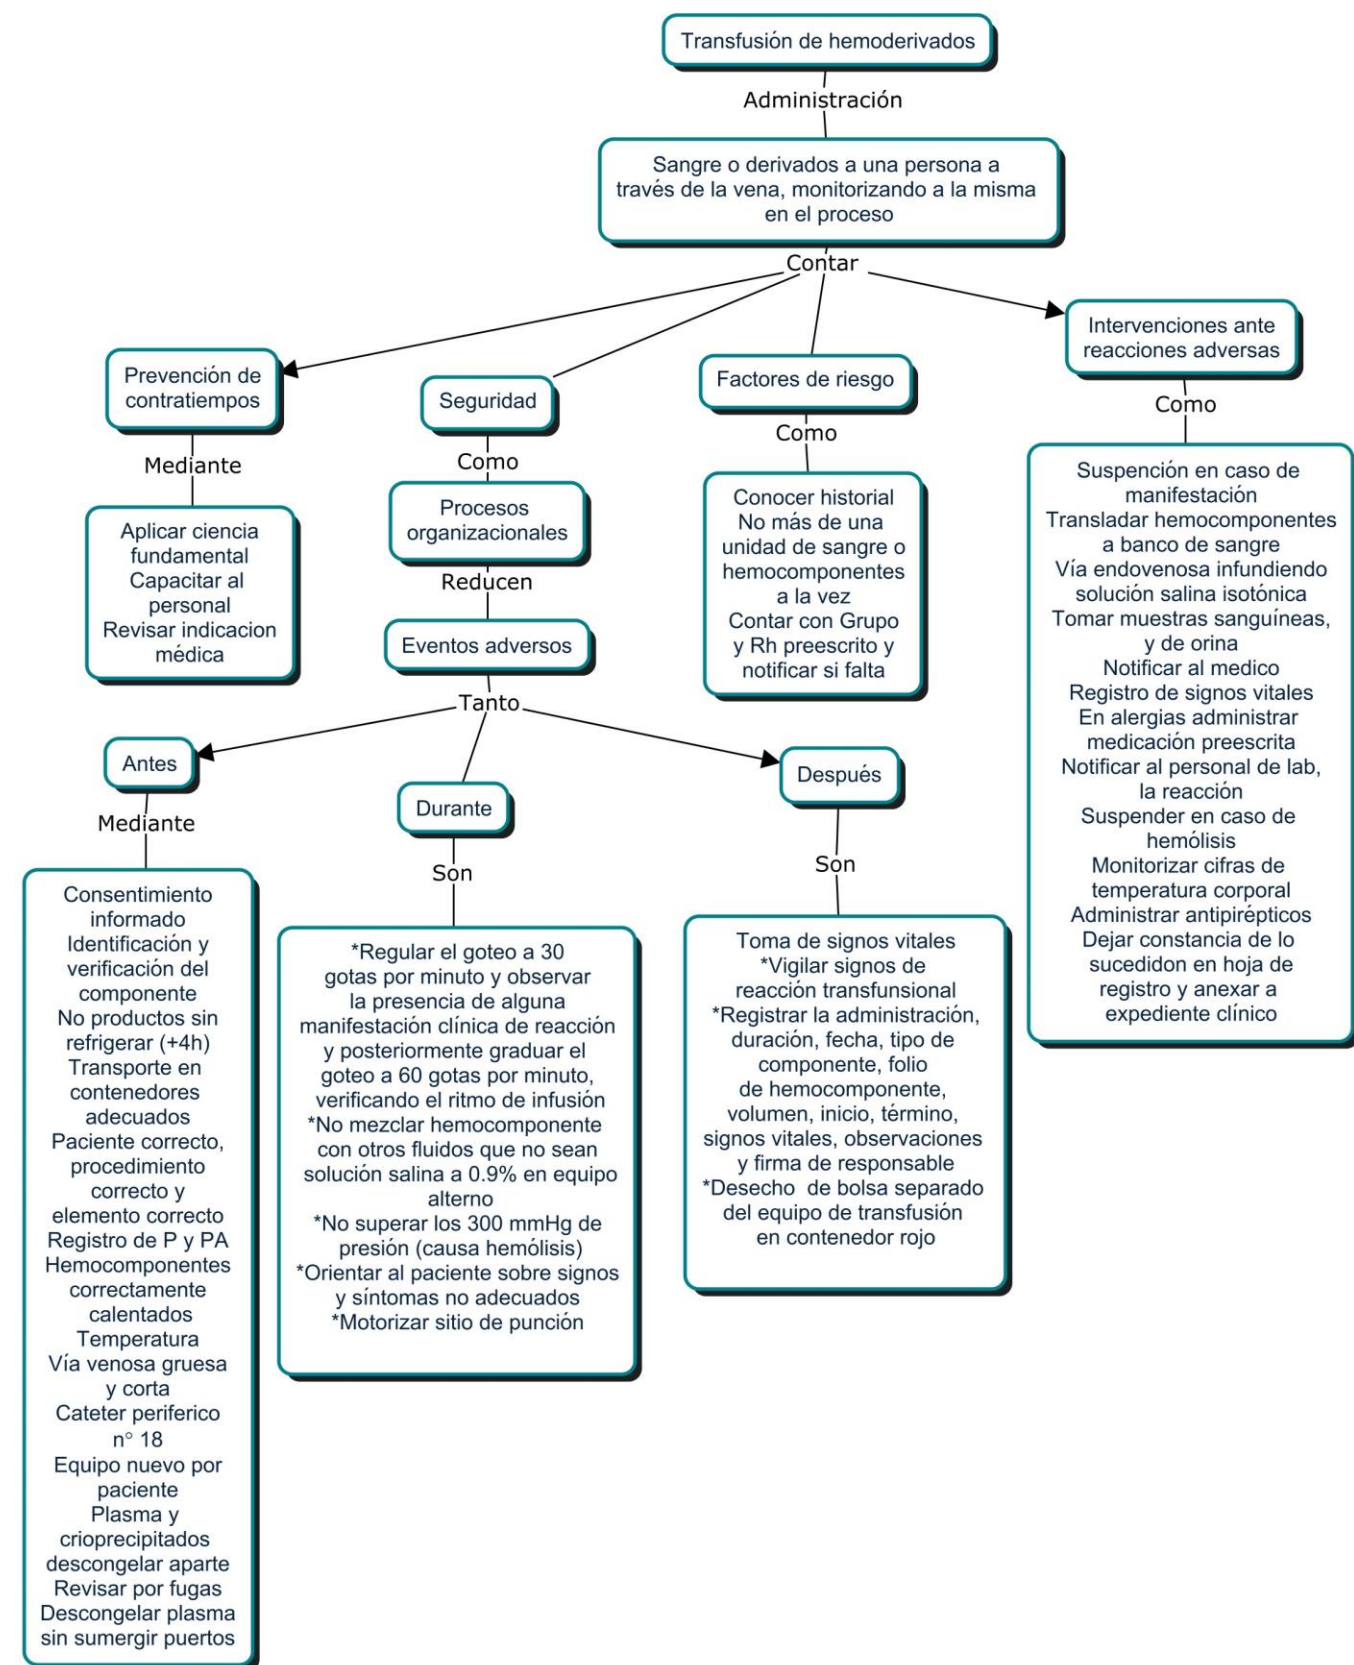 Transfusión de hemoderivados
Administración
Sangre o derivados a una persona a
través de la vena, monitorizando a la misma
en el proceso
Contar
Prevención de
contratiempos
Mediante
Aplicar ciencia
fundamental
Capacitar al
personal
Revisar indicacion
médica
Seguridad
Como
Procesos
organizacionales
Reducen
Eventos adversos
Tanto
Antes
Mediante
Consentimiento
informado
Identificación y
verificación del
componente
No productos sin
refrigerar (+4h)
Transporte en
contenedores
adecuados
Paciente correcto,
procedimiento
correcto y
elemento correcto
Registro de P y PA
Hemocomponentes
correctamente
calentados
Temperatura
Vía venosa gruesa
y corta
Cateter periferico
n° 18
Equipo nuevo por
paciente
Plasma y
crioprecipitados
descongelar aparte
Revisar por fugas
Descongelar plasma
sin sumergir puertos
Durante
Son
*Regular el goteo a 30
gotas por minuto y observar
la presencia de alguna
manifestación clínica de reacción
y posteriormente graduar el
goteo a 60 gotas por minuto,
verificando el ritmo de infusión
*No mezclar hemocomponente
con otros fluidos que no sean
solución salina a 0.9% en equipo
alterno
*No superar los 300 mmHg de
presión (causa hemólisis)
*Orientar al paciente sobre signos
y síntomas no adecuados
*Motorizar sitio de punción
Después
Son
Toma de signos vitales
*Vigilar signos de
reacción transfunsional
*Registrar la administración,
duración, fecha, tipo de
componente, folio
de hemocomponente,
volumen, inicio, término,
signos vitales, observaciones
y firma de responsable
*Desecho  de bolsa separado
del equipo de transfusión
en contenedor rojo
Factores de riesgo
Como
Conocer historial
No más de una
unidad de sangre o
hemocomponentes
a la vez
Contar con Grupo
y Rh preescrito y
notificar si falta
Intervenciones ante
reacciones adversas
Como
Suspención en caso de
manifestación
Transladar hemocomponentes
a banco de sangre
Vía endovenosa infundiendo
solución salina isotónica
Tomar muestras sanguíneas,
y de orina
Notificar al medico
Registro de signos vitales
En alergias administrar
medicación preescrita
Notificar al personal de lab,
la reacción
Suspender en caso de
hemólisis
Monitorizar cifras de
temperatura corporal
Administrar antipirépticos
Dejar constancia de lo
sucedidon en hoja de
registro y anexar a
expediente clínico